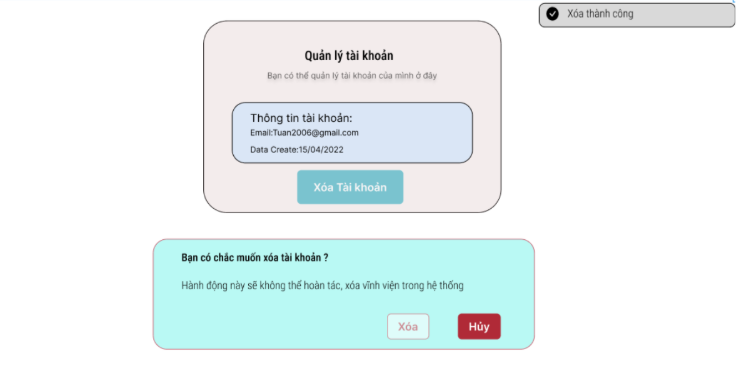 Xóa thành công
Quản lý tài khoản
Bạn có thể quản lý tài khoản của mình ở đây
Thông tin tài khoản:
Email:Tuan2006@gmail.com
Data Create:15/04/2022
Xóa Tài khoản
Bạn có chắc muốn xóa tài khoản ?
Hành động này sẽ không thể hoàn tác, xóa vĩnh viện trong hệ thống
Xóa
Hủy